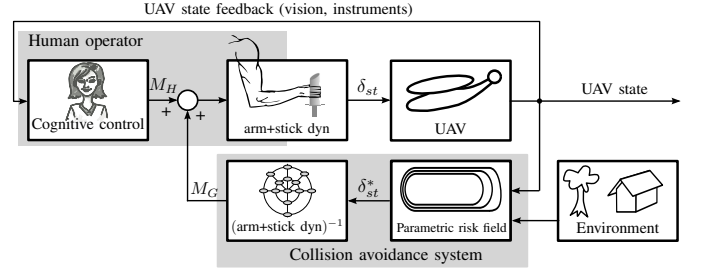 UAV state feedback (vision, instruments)
Human operator
Cognitive control
M_H
+
+
arm+stick dyn
δ_st
UAV
UAV state
M_G
(arm+stick dyn)⁻¹
δ*_st
Parametric risk field
Environment
Collision avoidance system